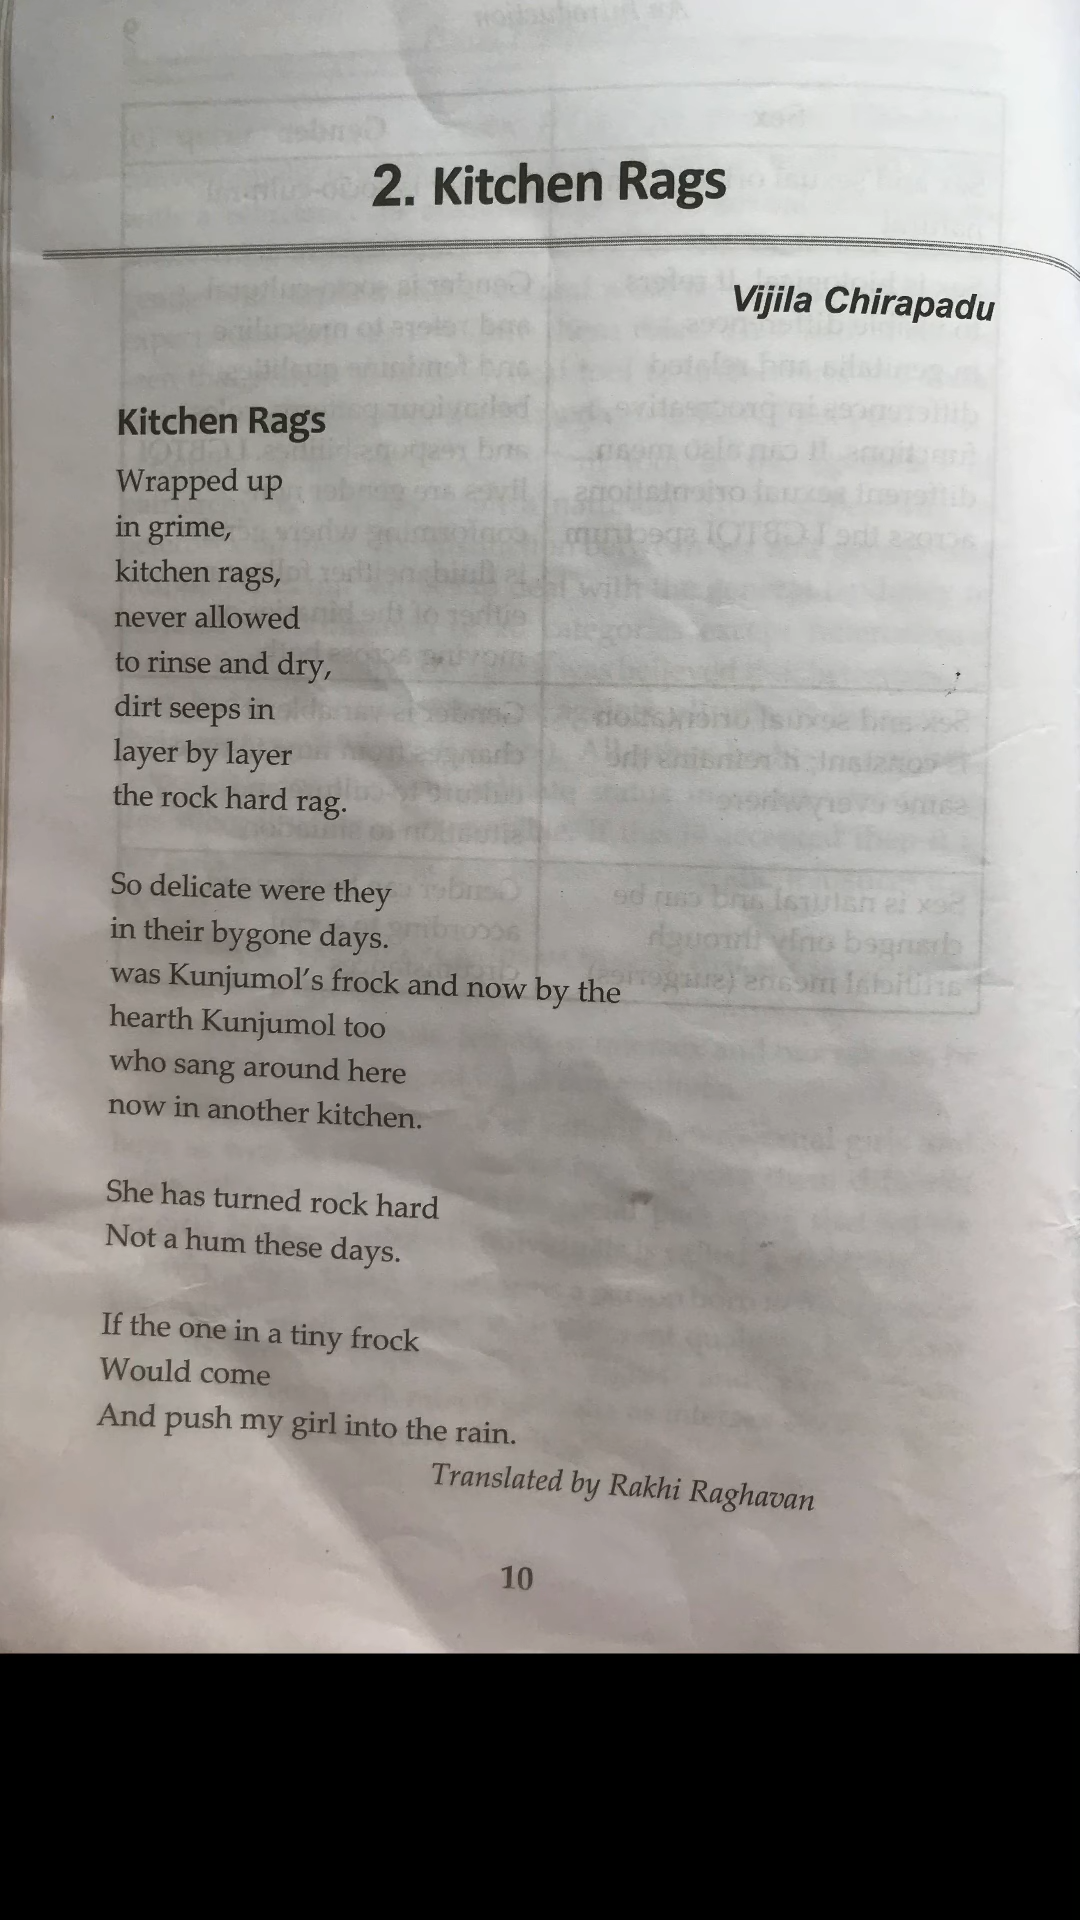 2. Kitchen Rags
Vijila Chirapadu
Kitchen Rags
Wrapped up
in grime,
kitchen rags,
never allowed
to rinse and dry,
dirt seeps in
layer by layer
the rock hard rag.
So delicate were they
in their bygone days.
was Kunjumol's frock and now by the
hearth Kunjumol too
who sang around here
now in another kitchen.
She has turned rock hard
Not a hum these days.
If the one in a tiny frock
Would come
And push my girl into the rain.
Translated by Rakhi Raghavan
10